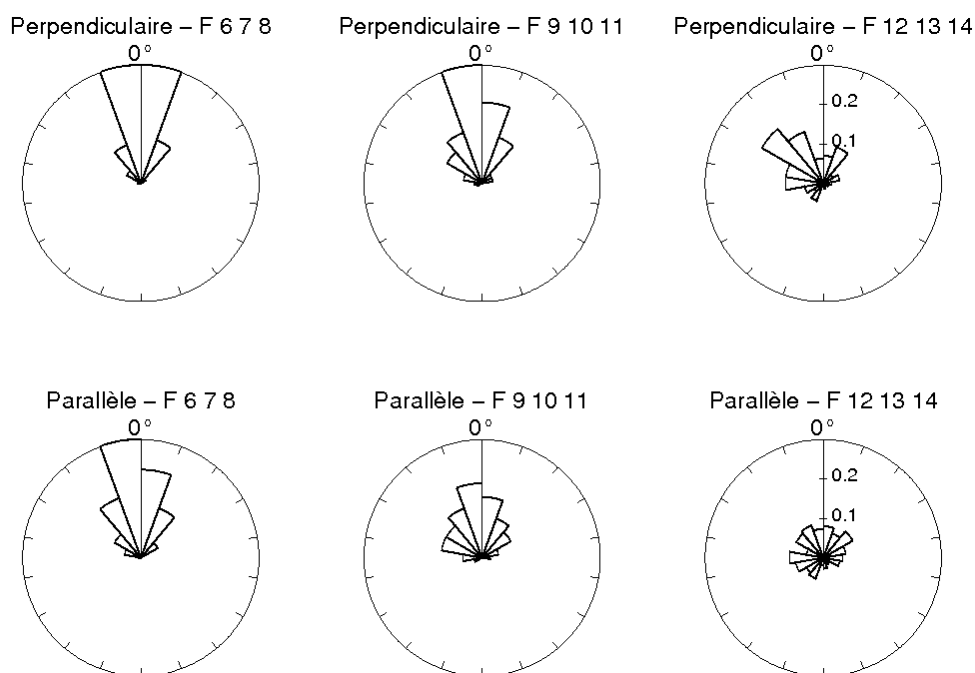 Perpendiculaire – F 6 7 8
0°
Perpendiculaire – F 9 10 11
0°
Perpendiculaire – F 12 13 14
0°
0.2
0.1
Parallèle – F 6 7 8
0°
Parallèle – F 9 10 11
0°
Parallèle – F 12 13 14
0°
0.2
0.1